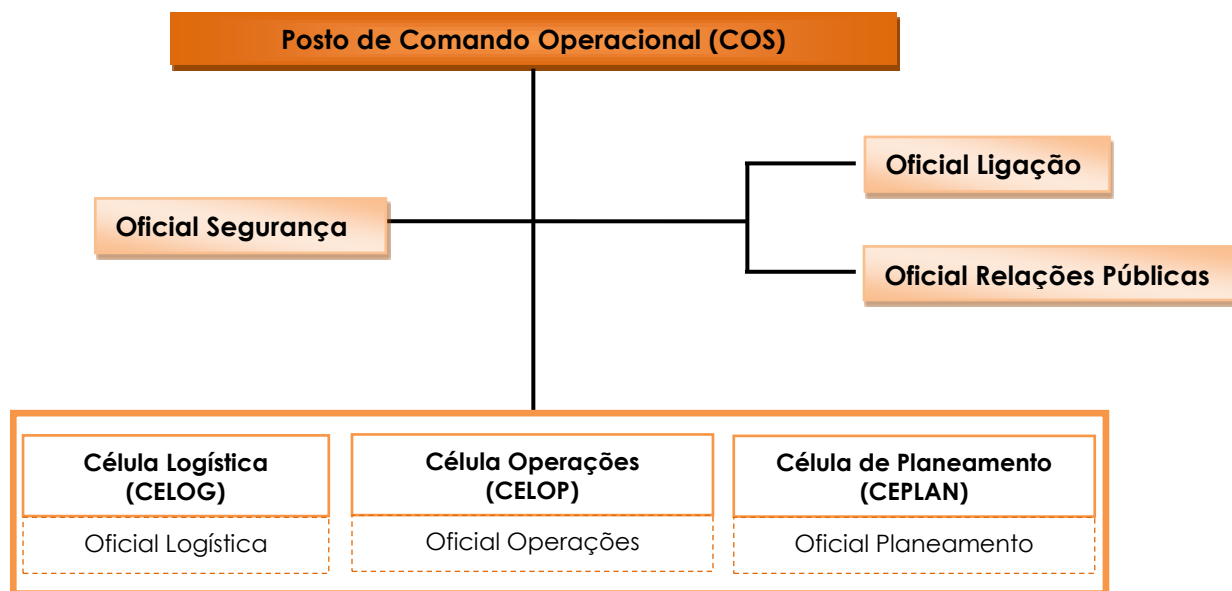 Posto de Comando Operacional (COS)
Oficial Ligação
Oficial Segurança
Oficial Relações Públicas
Célula Logística
(CELOG)
Oficial Logística
Célula Operações
(CELOP)
Oficial Operações
Célula de Planeamento
(CEPLAN)
Oficial Planeamento